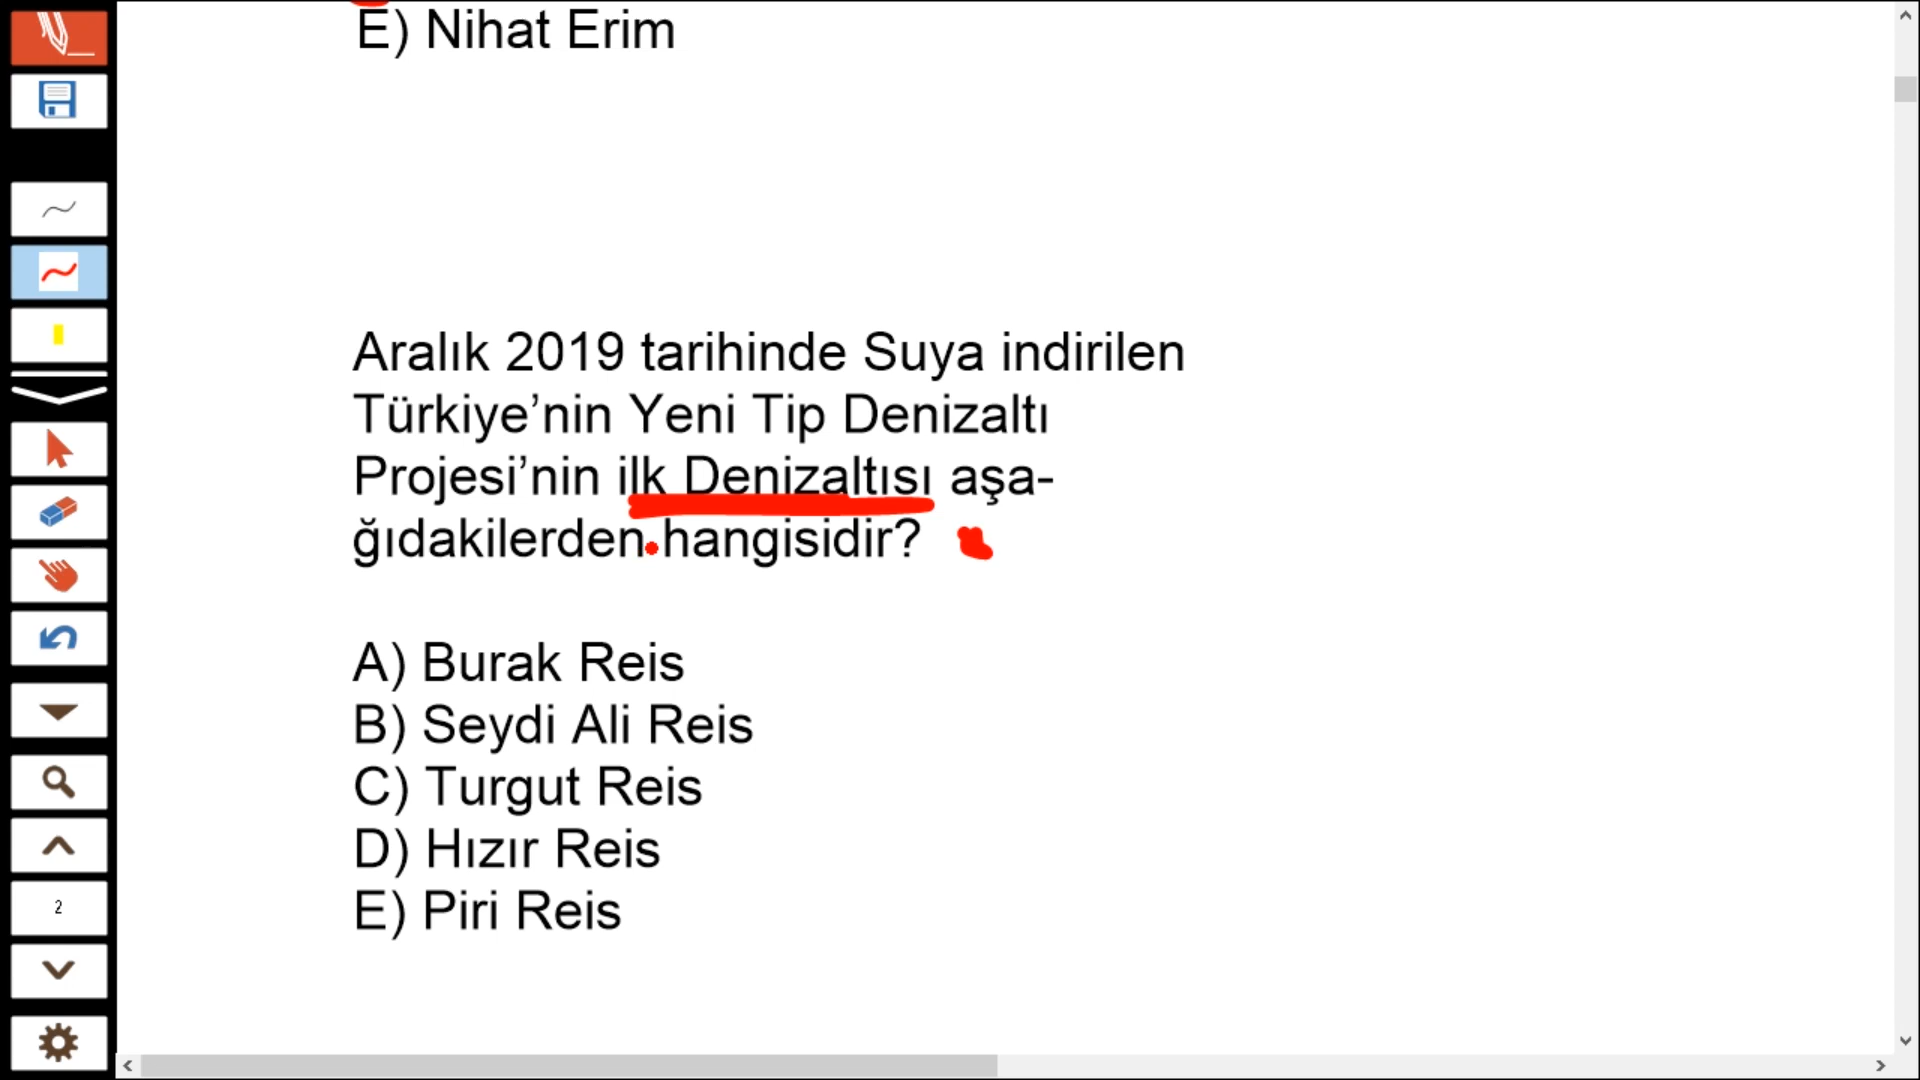 E) Nihat Erim
Aralık 2019 tarihinde Suya indirilen
Türkiye’nin Yeni Tip Denizaltı
Projesi’nin ilk Denizaltısı aşa-
ğıdakilerden hangisidir?
A) Burak Reis
B) Seydi Ali Reis
C) Turgut Reis
D) Hızır Reis
E) Piri Reis
2